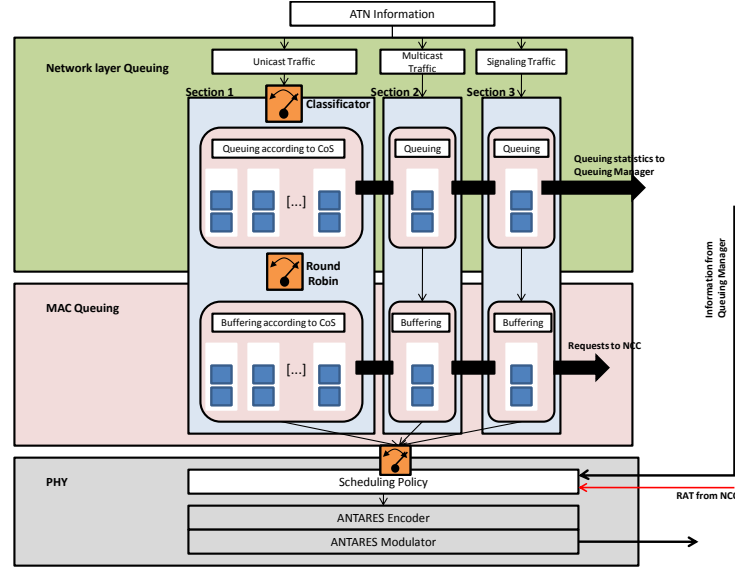 ATN Information
Network layer Queuing
Unicast Traffic
Multicast
Traffic
Signaling Traffic
Section 1
Section 2
Section 3
Classificator
Queuing according to CoS
Queuing
Queuing
Queuing statistics to
Queuing Manager
[...]
Round
Robin
Information from
Queuing Manager
MAC Queuing
Buffering according to CoS
Buffering
Buffering
Requests to NCC
[...]
PHY
Scheduling Policy
RAT from NCC
ANTARES Encoder
ANTARES Modulator